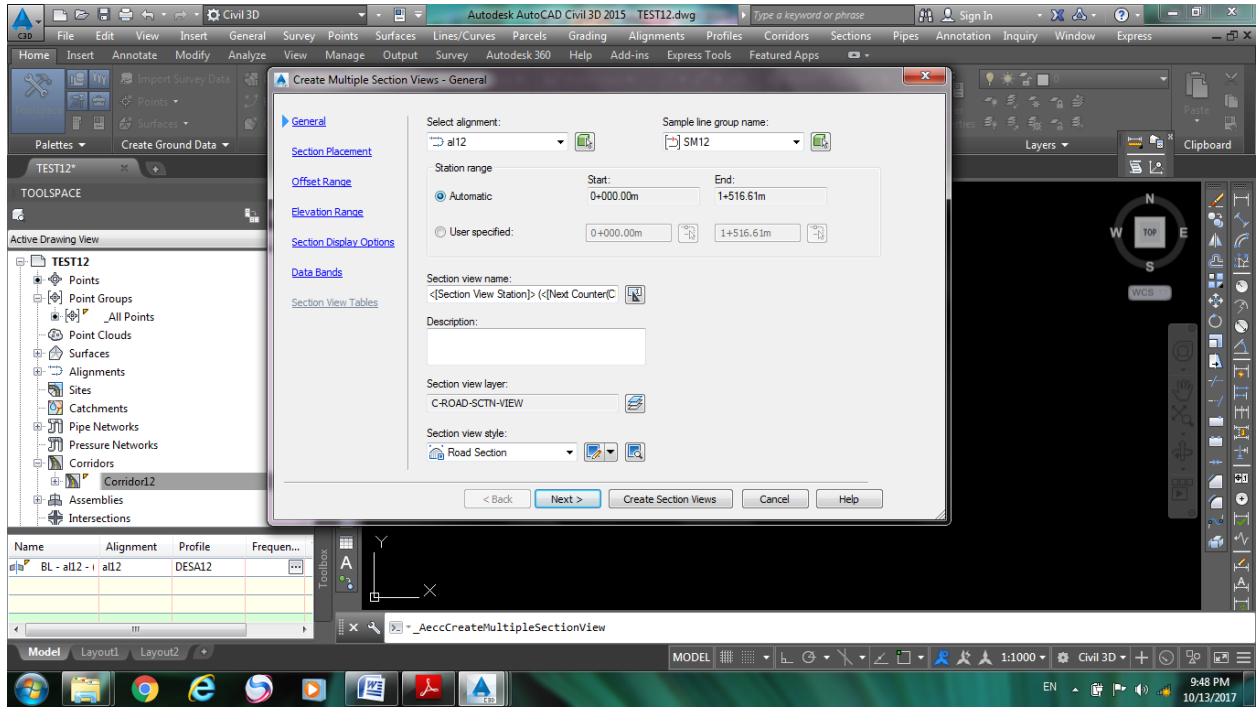 Civil 3D
Autodesk AutoCAD Civil 3D 2015 TEST12.dwg
Type a keyword or phrase
Sign In
C3D
File Edit View Insert General Survey Points Surfaces Lines/Curves Parcels Grading Alignments Profiles Corridors Sections Pipes Annotation Inquiry Window Express
Home Insert Annotate Modify Analyze View Manage Output Survey Autodesk 360 Help Add-ins Express Tools Featured Apps
Import Survey Data
Points
Surfaces
Paste
Palettes
Create Ground Data
Layers
Clipboard
TEST12*
TOOLSPACE
Active Drawing View
TEST12
Points
Point Groups
_All Points
Point Clouds
Surfaces
Alignments
Sites
Catchments
Pipe Networks
Pressure Networks
Corridors
Corridor12
Assemblies
Intersections
Create Multiple Section Views - General
General
Section Placement
Offset Range
Elevation Range
Section Display Options
Data Bands
Section View Tables
Select alignment:
Sample line group name:
al12
SM12
Station range
Start:
End:
Automatic
0+000.00m
1+516.61m
User specified:
0+000.00m
1+516.61m
Section view name:
<[Section View Station]> (<[Next Counter(C
Description:
Section view layer:
C-ROAD-SCTN-VIEW
Section view style:
Road Section
< Back Next > Create Section Views Cancel Help
N
W TOP E
S
WCS
Name Alignment Profile Frequen...
BL - al12 - ( al12 DESA12
Toolbox
A
Y
X
_AeccCreateMultipleSectionView
Model Layout1 Layout2
MODEL
1:1000
Civil 3D
EN
9:48 PM
10/13/2017